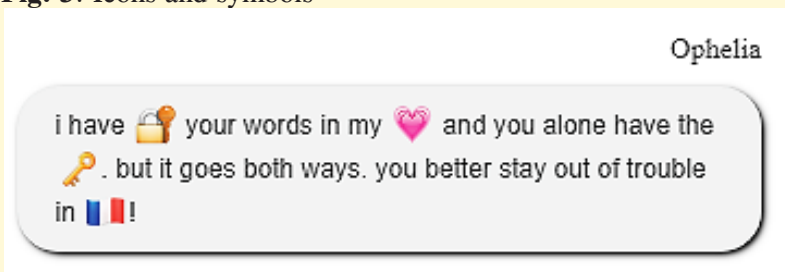 Fig. 3. Icons and symbols
Ophelia
i have 🔐 your words in my 💗 and you alone have the
🔑. but it goes both ways. you better stay out of trouble
in 🇫🇷!